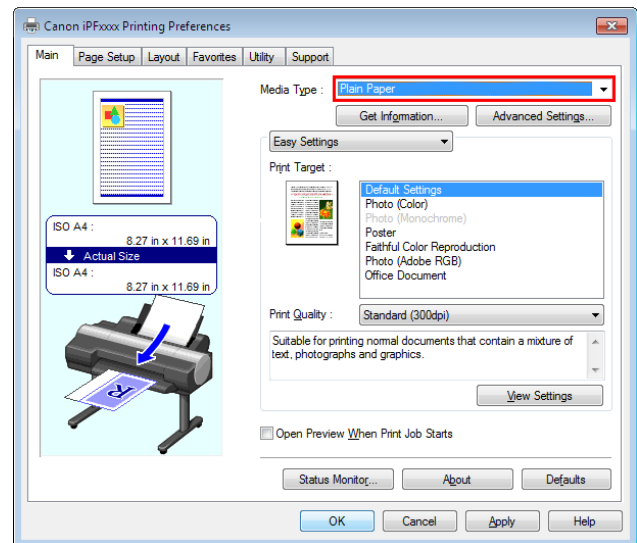 Canon iPFxxxx Printing Preferences
Main Page Setup Layout Favorites Utility Support
Media Type : Plain Paper
Get Information... Advanced Settings...
Easy Settings
Print Target :
Default Settings
Photo (Color)
Photo (Monochrome)
Poster
Faithful Color Reproduction
Photo (Adobe RGB)
Office Document
ISO A4 :
8.27 in x 11.69 in
Actual Size
ISO A4 :
8.27 in x 11.69 in
R
Print Quality : Standard (300dpi)
Suitable for printing normal documents that contain a mixture of
text, photographs and graphics.
View Settings
Open Preview When Print Job Starts
Status Monitor... About Defaults
OK Cancel Apply Help